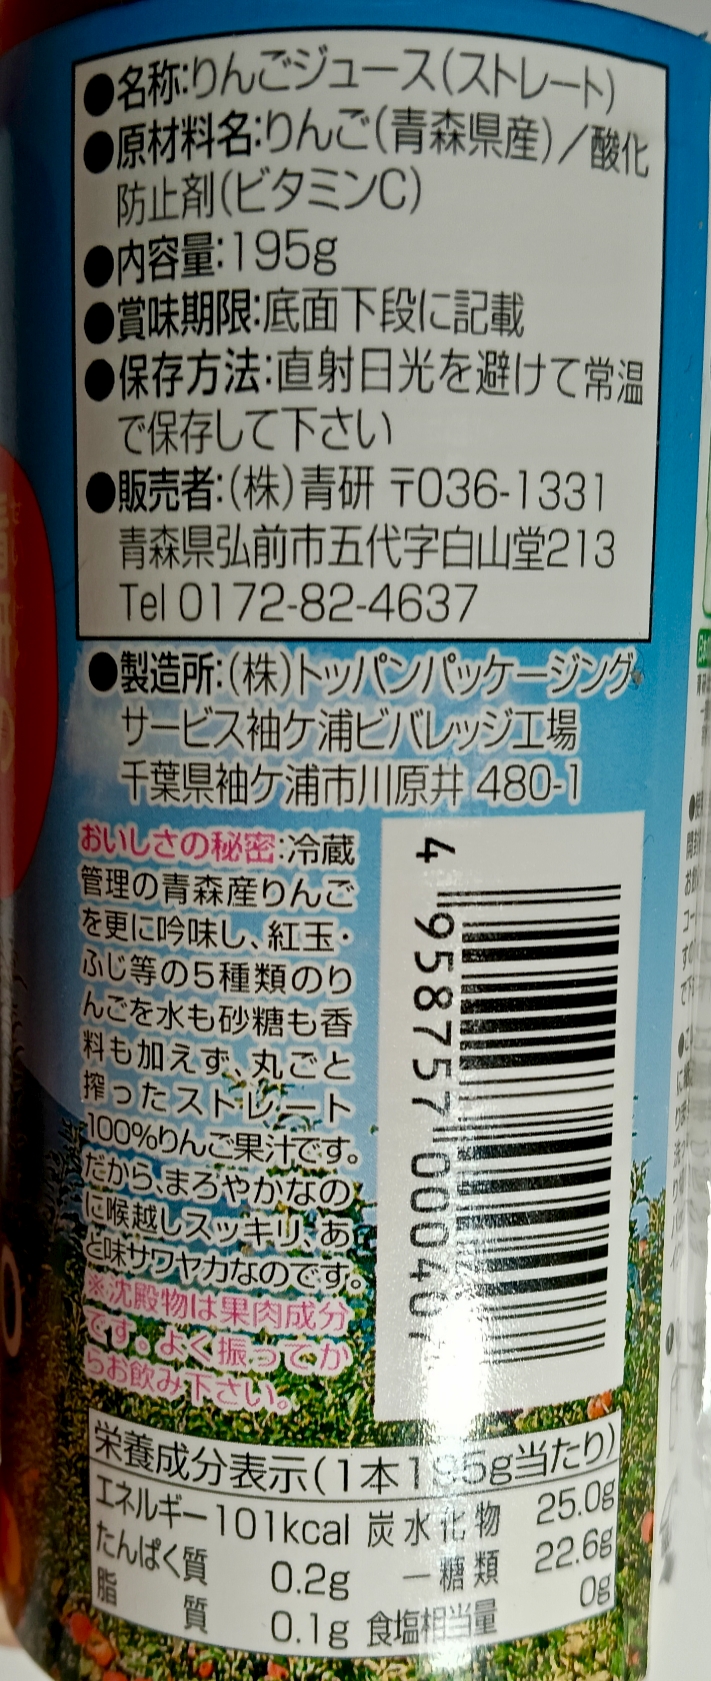 ●名称:りんごジュース(ストレート)
●原材料名:りんご(青森県産)／酸化
防止剤(ビタミンC)
●内容量:195g
●賞味期限:底面下段に記載
●保存方法:直射日光を避けて常温
で保存して下さい
●販売者:(株)青研 〒036-1331
青森県弘前市五代字白山堂213
Tel 0172-82-4637
●製造所:(株)トッパンパッケージング
サービス袖ケ浦ビバレッジ工場
千葉県袖ケ浦市川原井 480-1
おいしさの秘密:冷蔵
管理の青森産りんご
を更に吟味し、紅玉・
ふじ等の5種類のり
んごを水も砂糖も香
料も加えず、丸ごと
搾ったストレート
100%りんご果汁です。
だから、まろやかなの
に喉越しスッキリ、あ
と味サワヤカなのです。
※沈殿物は果肉成分
です。よく振ってか
らお飲み下さい。
4 958757 00040
栄養成分表示(1本195g当たり)
エネルギー 101kcal 炭水化物 25.0g
たんぱく質 0.2g －糖類 22.6g
脂質 0.1g 食塩相当量 0g